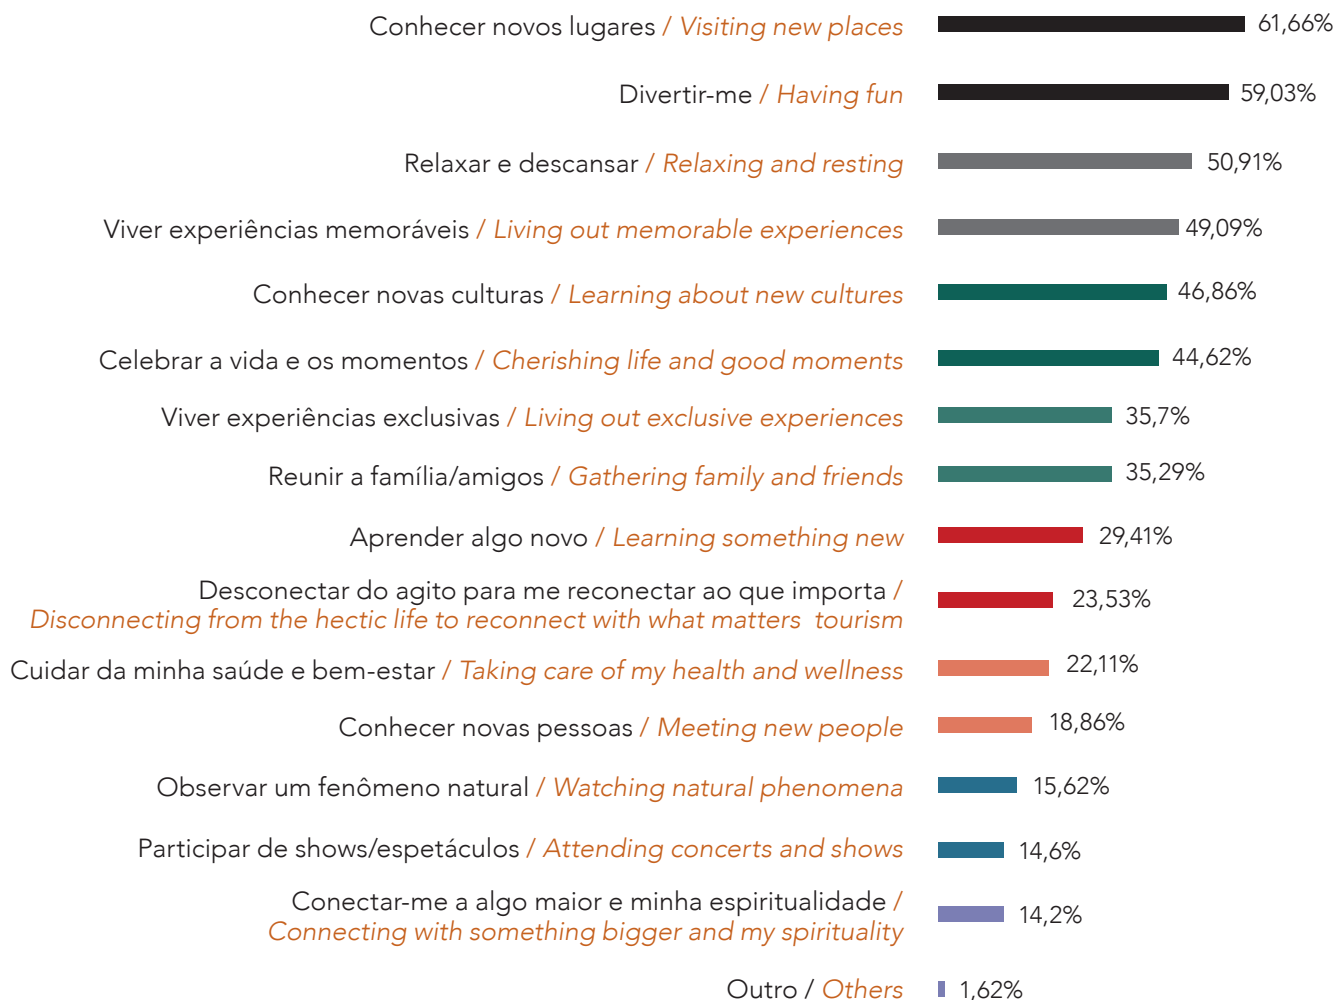 Conhecer novos lugares / Visiting new places 61,66%
Divertir-me / Having fun 59,03%
Relaxar e descansar / Relaxing and resting 50,91%
Viver experiências memoráveis / Living out memorable experiences 49,09%
Conhecer novas culturas / Learning about new cultures 46,86%
Celebrar a vida e os momentos / Cherishing life and good moments 44,62%
Viver experiências exclusivas / Living out exclusive experiences 35,7%
Reunir a família/amigos / Gathering family and friends 35,29%
Aprender algo novo / Learning something new 29,41%
Desconectar do agito para me reconectar ao que importa /
Disconnecting from the hectic life to reconnect with what matters tourism 23,53%
Cuidar da minha saúde e bem-estar / Taking care of my health and wellness 22,11%
Conhecer novas pessoas / Meeting new people 18,86%
Observar um fenômeno natural / Watching natural phenomena 15,62%
Participar de shows/espetáculos / Attending concerts and shows 14,6%
Conectar-me a algo maior e minha espiritualidade /
Connecting with something bigger and my spirituality 14,2%
Outro / Others 1,62%